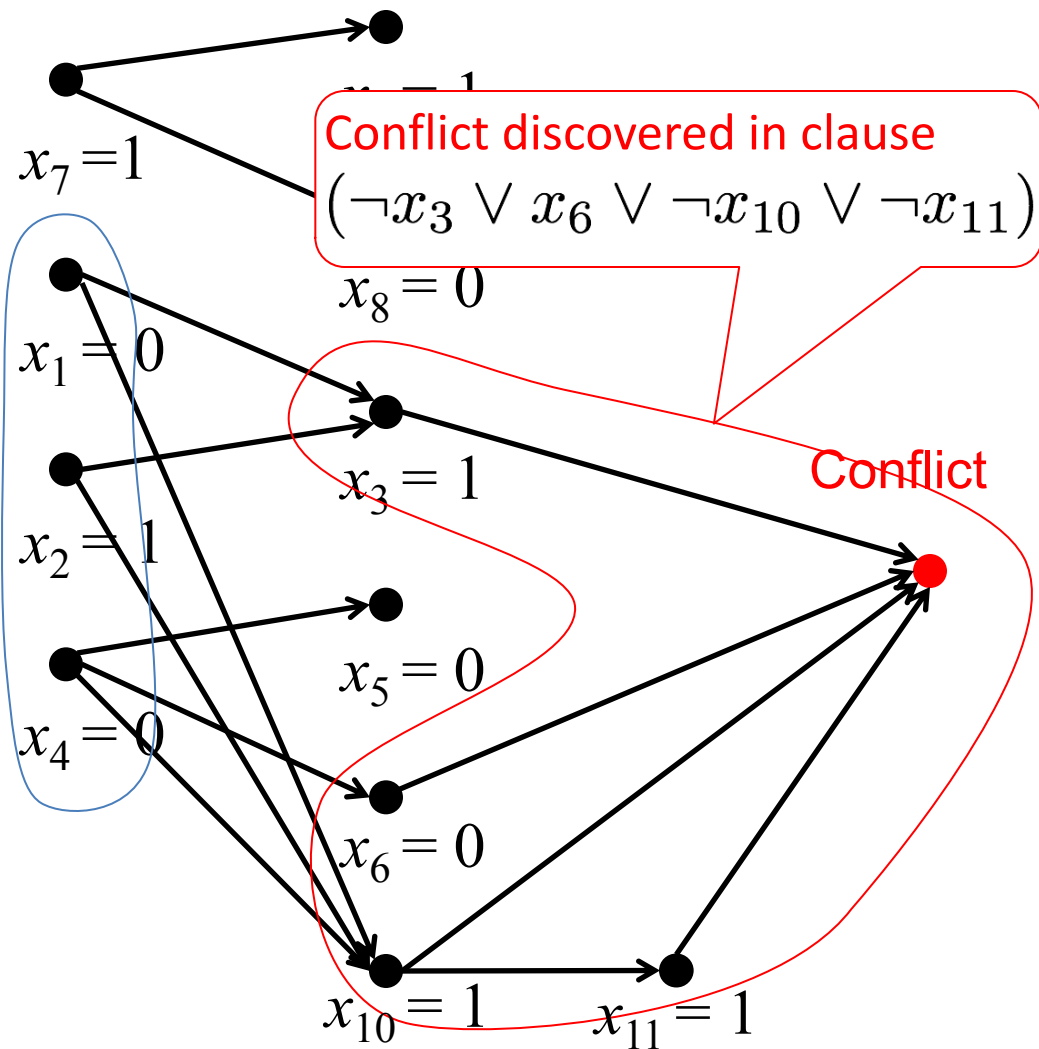 x₇ =1
= 1
Conflict discovered in clause
(¬x₃ ∨ x₆ ∨ ¬x₁₀ ∨ ¬x₁₁)
x₈ = 0
x₁ = 0
x₃ = 1
Conflict
x₂ = 1
x₅ = 0
x₄ = 0
x₆ = 0
x₁₀ = 1
x₁₁ = 1